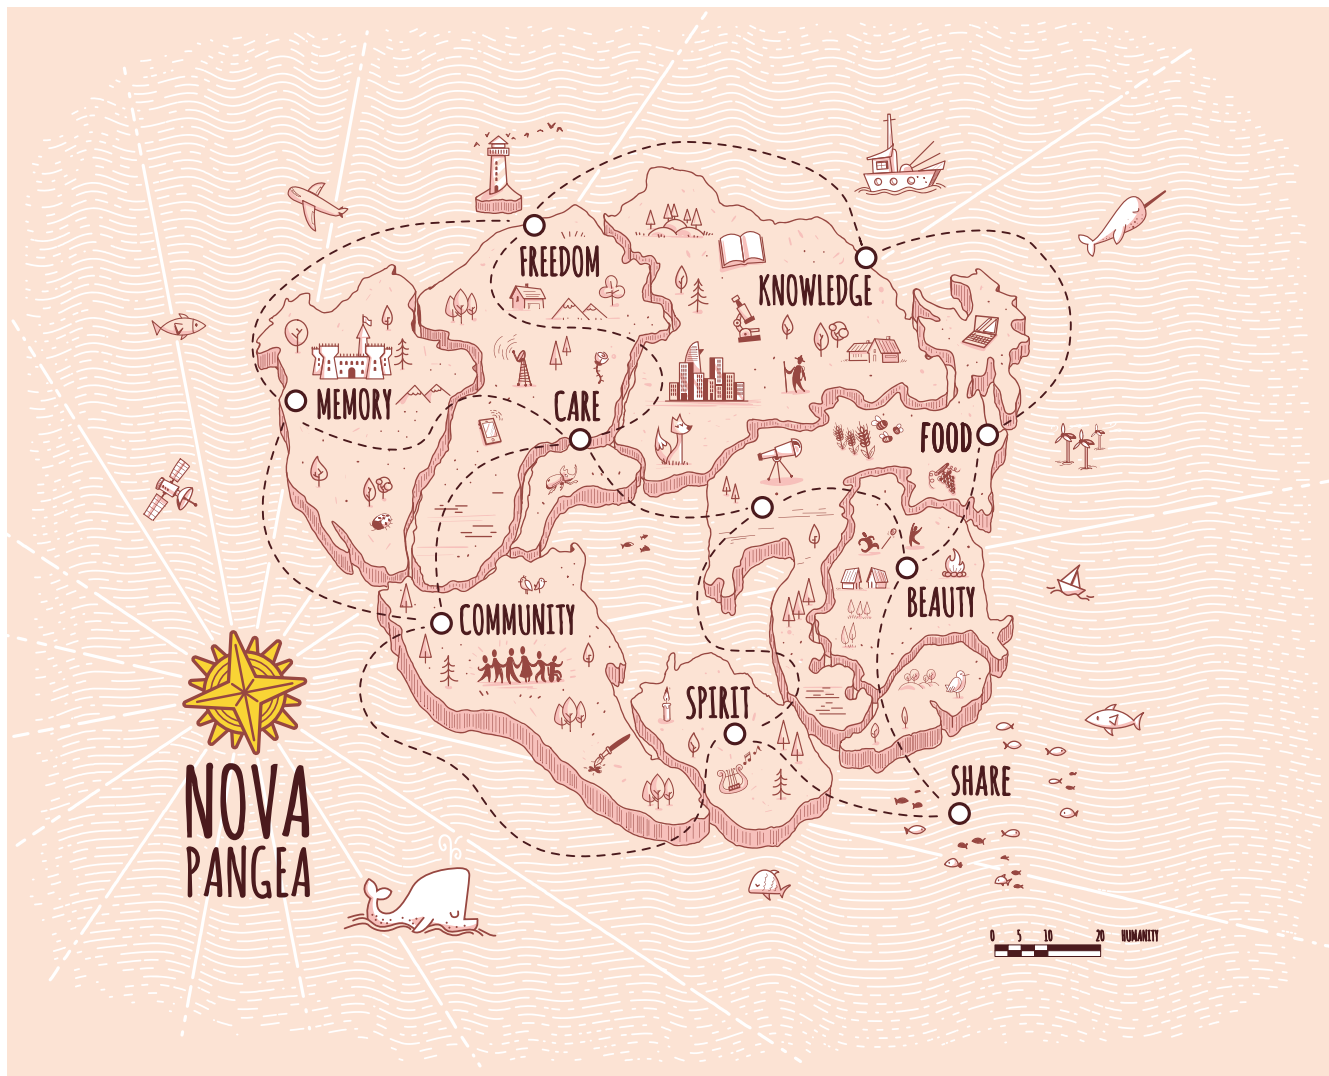 FREEDOM
KNOWLEDGE
MEMORY
CARE
FOOD
BEAUTY
COMMUNITY
SPIRIT
SHARE
NOVA
PANGEA
0 5 10 20 HUMANITY